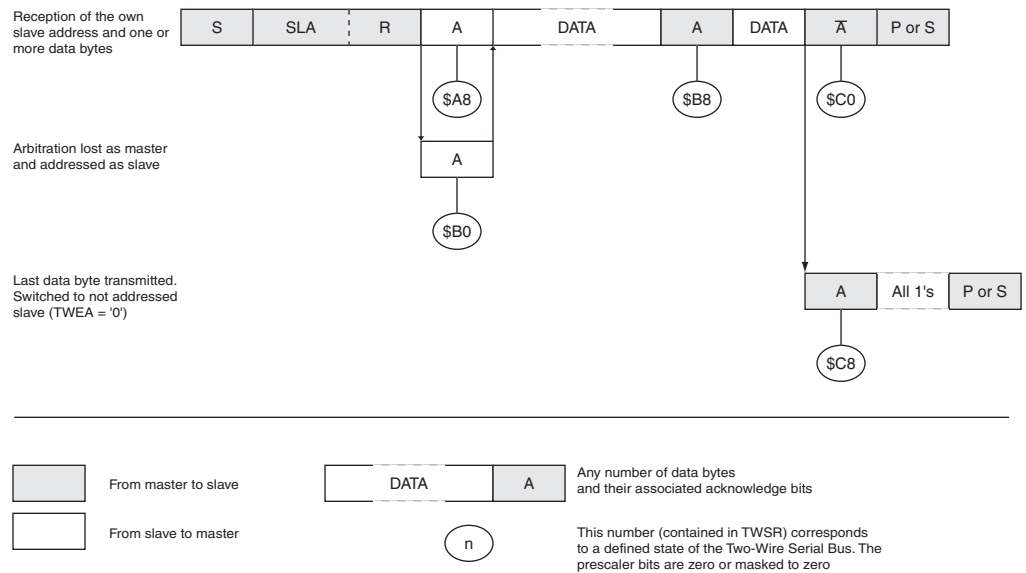 Reception of the own
slave address and one or
more data bytes
S SLA R A DATA A DATA A̅ P or S
$A8 $B8 $C0
Arbitration lost as master
and addressed as slave
A
$B0
Last data byte transmitted.
Switched to not addressed
slave (TWEA = '0')
A All 1's P or S
$C8
From master to slave
DATA A
Any number of data bytes
and their associated acknowledge bits
From slave to master
n
This number (contained in TWSR) corresponds
to a defined state of the Two-Wire Serial Bus. The
prescaler bits are zero or masked to zero